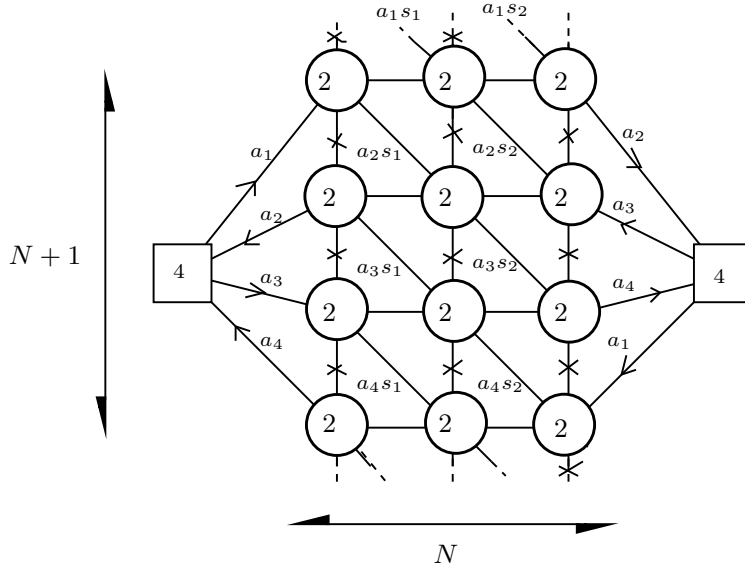 a₁s₁ a₁s₂
2 2 2
a₁ a₂s₁ a₂s₂ a₂
2 2 2
a₂ a₃
N + 1 4 a₃ a₃s₁ a₃s₂ a₄ 4
2 2 2
a₄ a₁
a₄s₁ a₄s₂
2 2 2
N